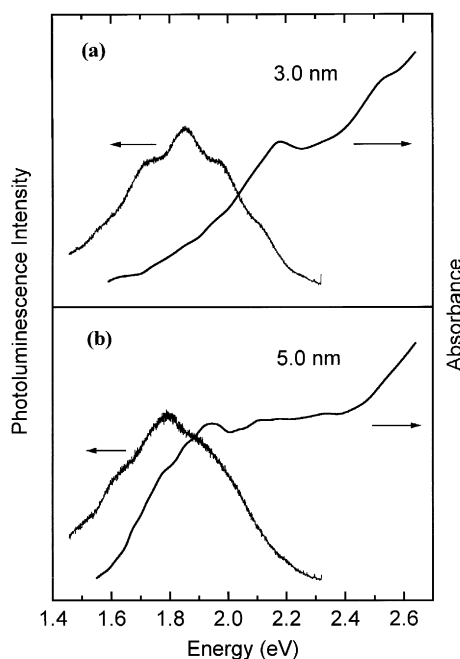 (a)
3.0 nm
(b)
5.0 nm
Photoluminescence Intensity
Absorbance
1.4 1.6 1.8 2.0 2.2 2.4 2.6
Energy (eV)